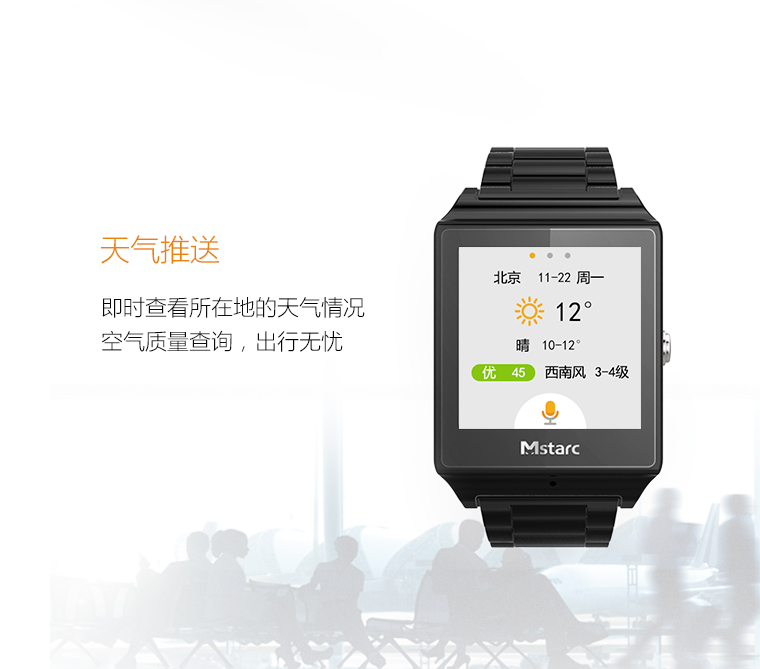 天气推送
即时查看所在地的天气情况
空气质量查询，出行无忧
北京 11-22 周一
12°
晴 10-12°
优 45 西南风 3-4级
Mstarc